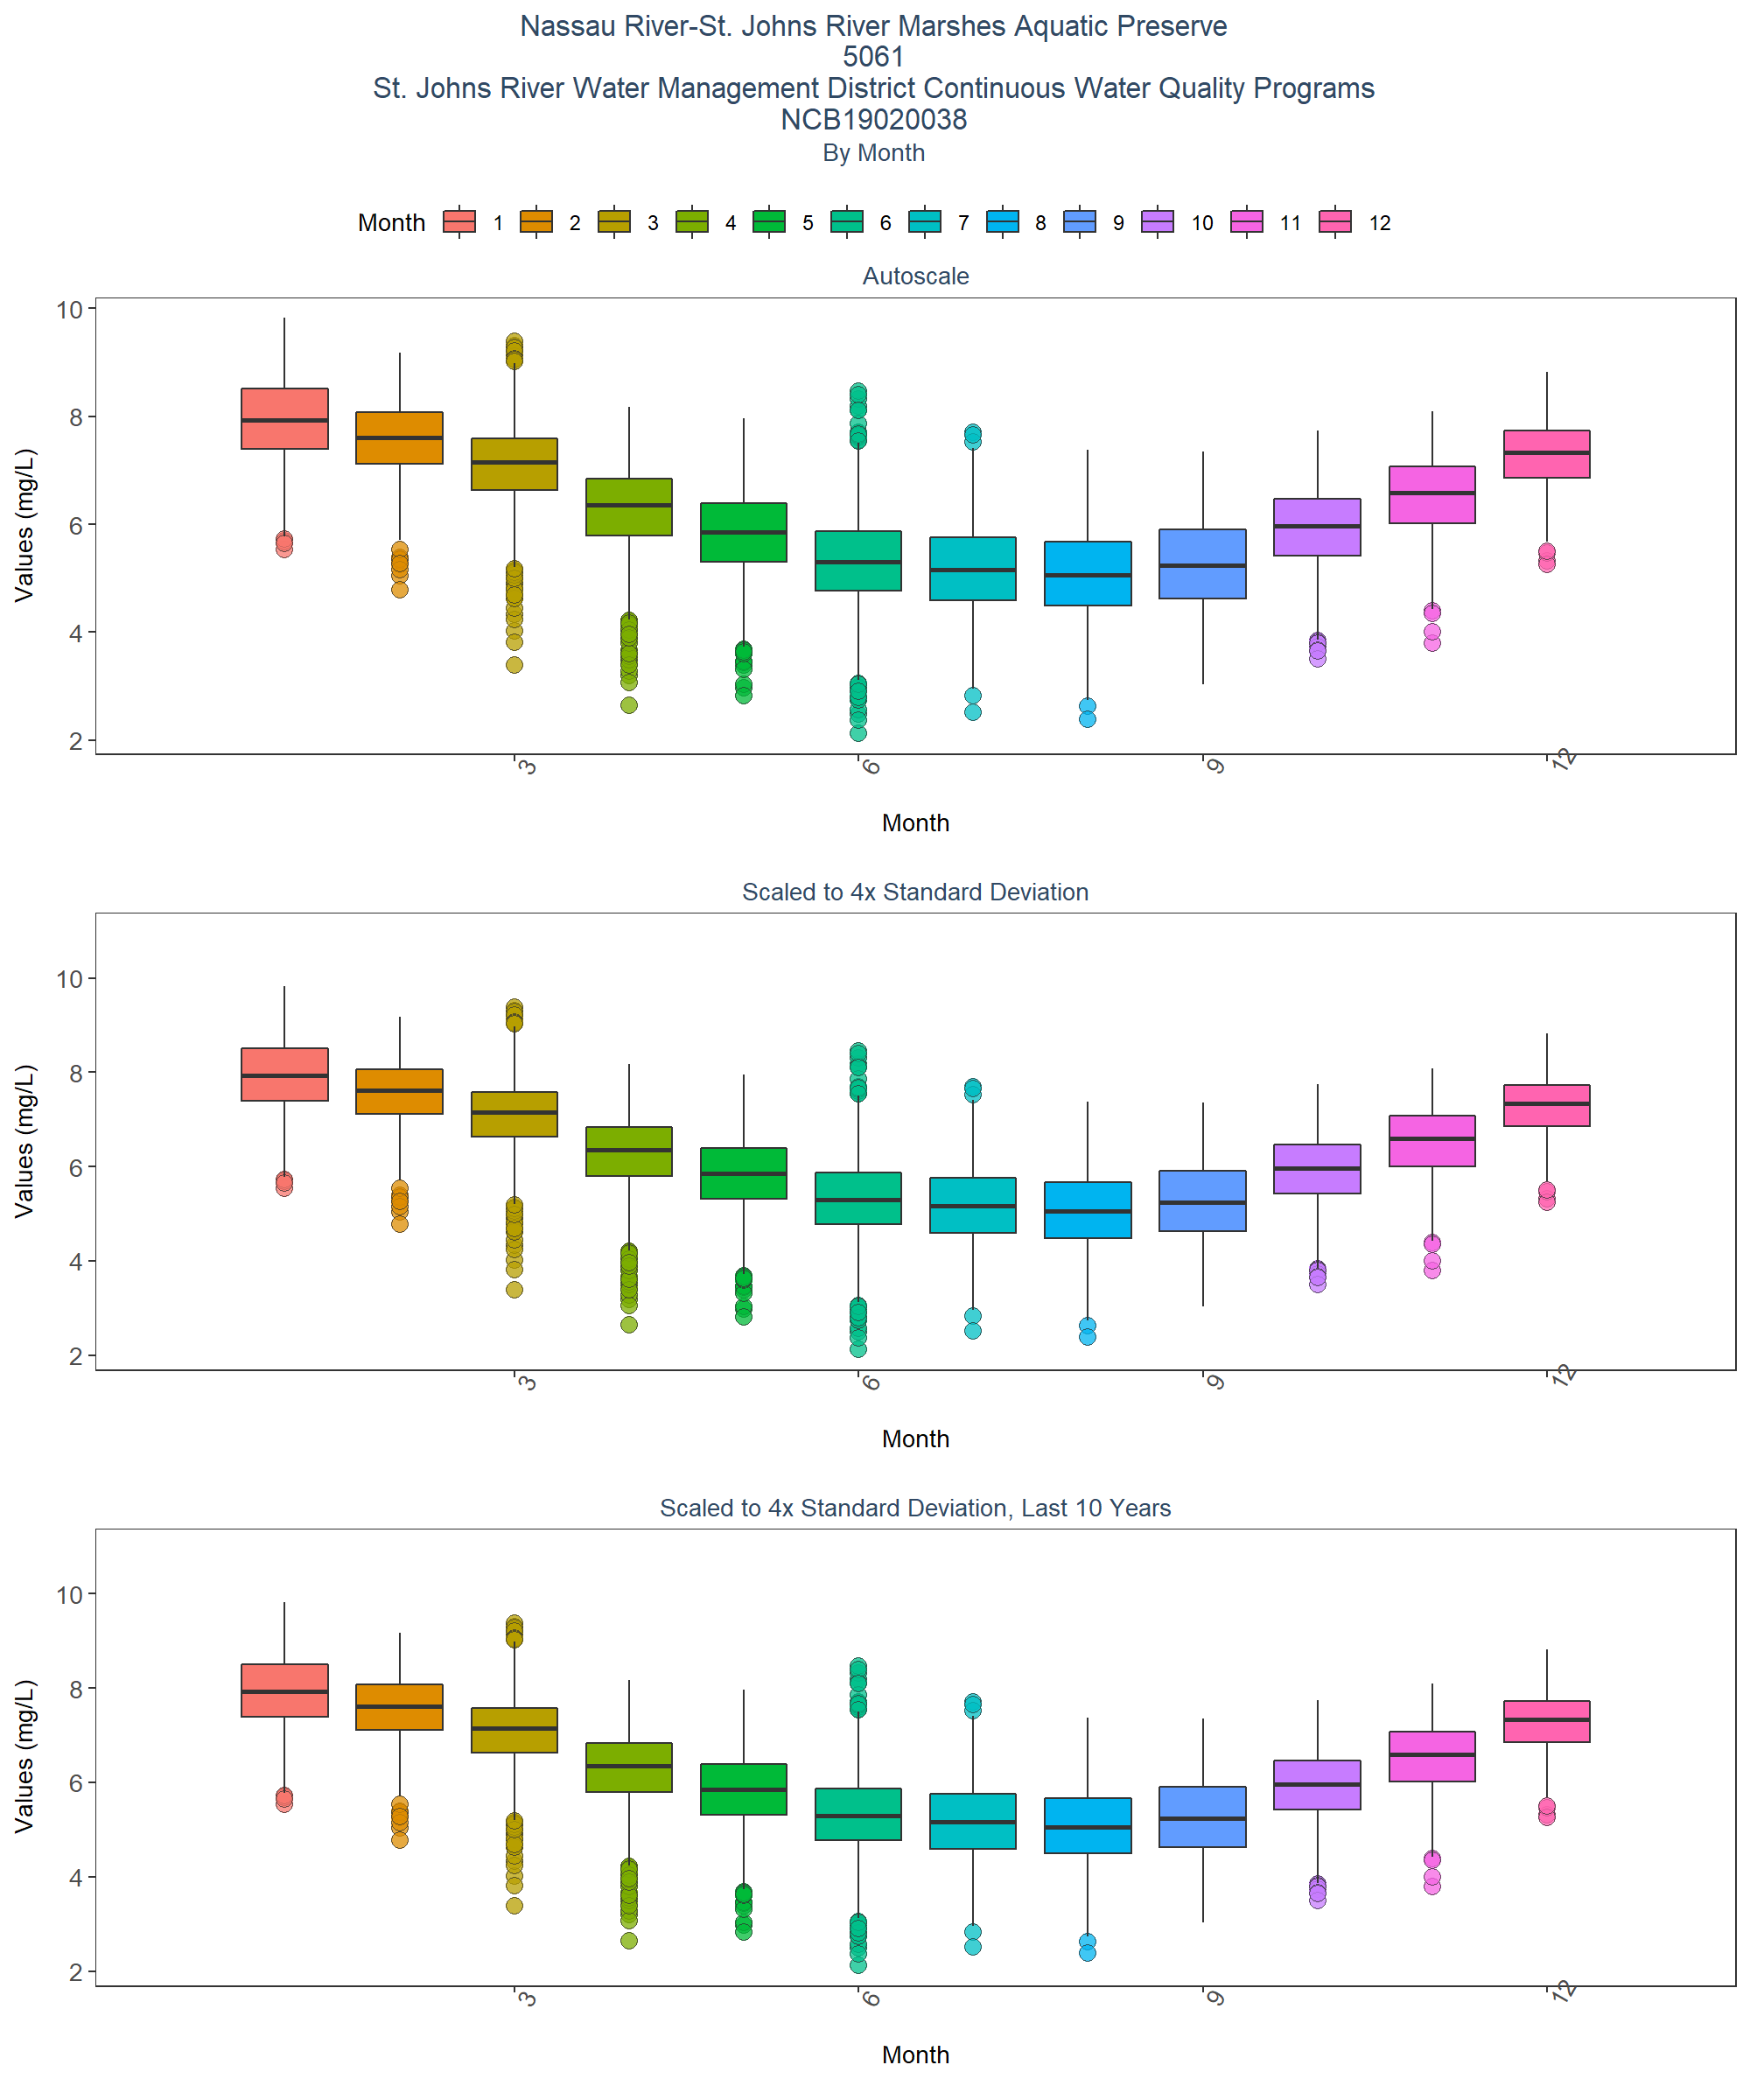 Nassau River-St. Johns River Marshes Aquatic Preserve
5061
St. Johns River Water Management District Continuous Water Quality Programs
NCB19020038
By Month
Month 1 2 3 4 5 6 7 8 9 10 11 12
Autoscale
10
8
6
4
2
Values (mg/L)
3 6 9 12
Month
Scaled to 4x Standard Deviation
10
8
6
4
2
Values (mg/L)
3 6 9 12
Month
Scaled to 4x Standard Deviation, Last 10 Years
10
8
6
4
2
Values (mg/L)
3 6 9 12
Month